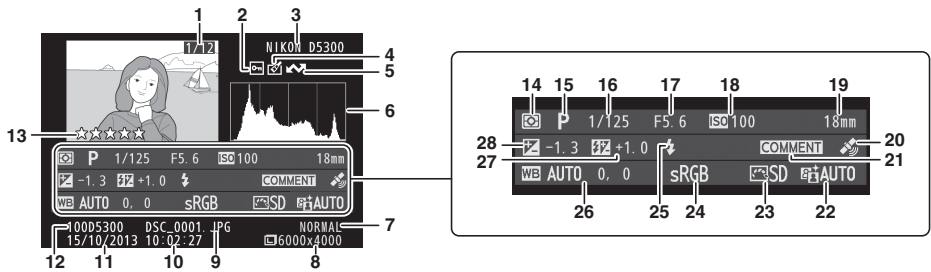 1 2 3
1/12 NIKON D5300
4
5
6
13
P 1/125 F5.6 ISO 100 18mm
-1.3 +1.0 COMMENT
WB AUTO 0, 0 sRGB SD AUTO
100D5300 DSC_0001.JPG NORMAL
15/10/2013 10:02:27 6000x4000
7
12 11 10 9 8
14 15 16 17 18 19
P 1/125 F5.6 ISO 100 18mm
28 -1.3 +1.0 COMMENT 20
27 21
WB AUTO 0, 0 sRGB SD AUTO
26 25 24 23 22